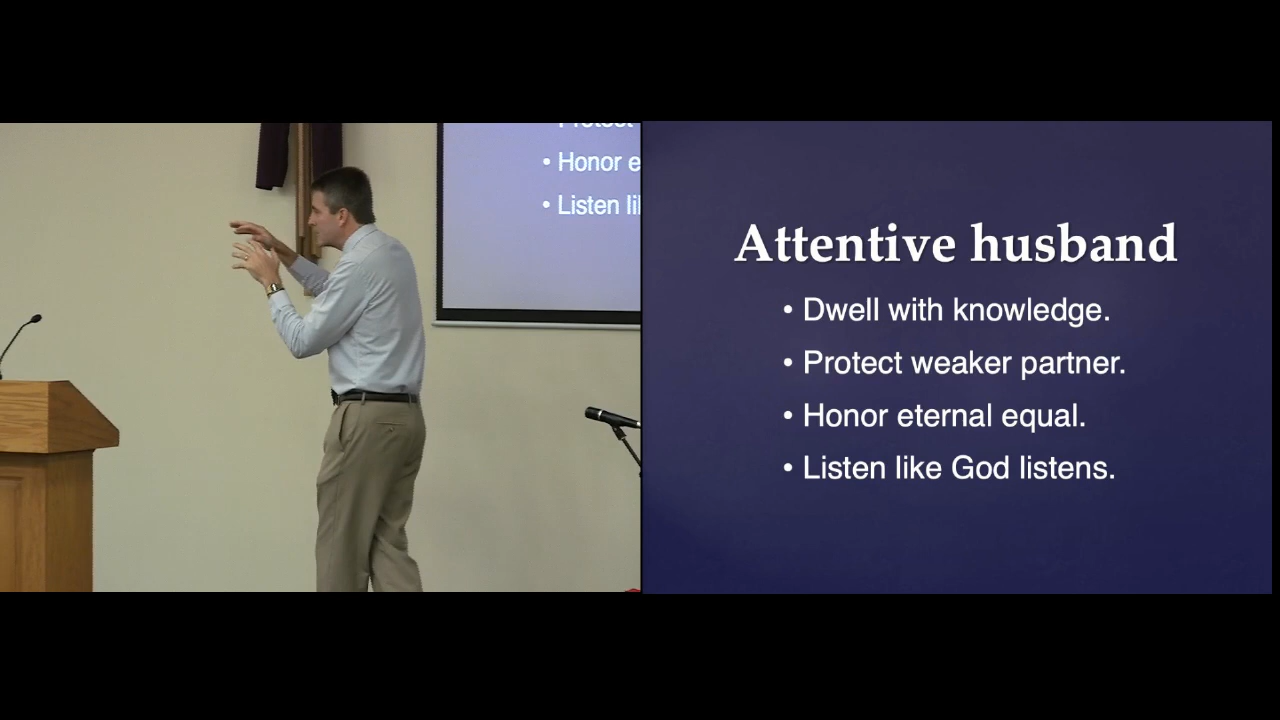 • Honor e
• Listen li
Attentive husband
• Dwell with knowledge.
• Protect weaker partner.
• Honor eternal equal.
• Listen like God listens.